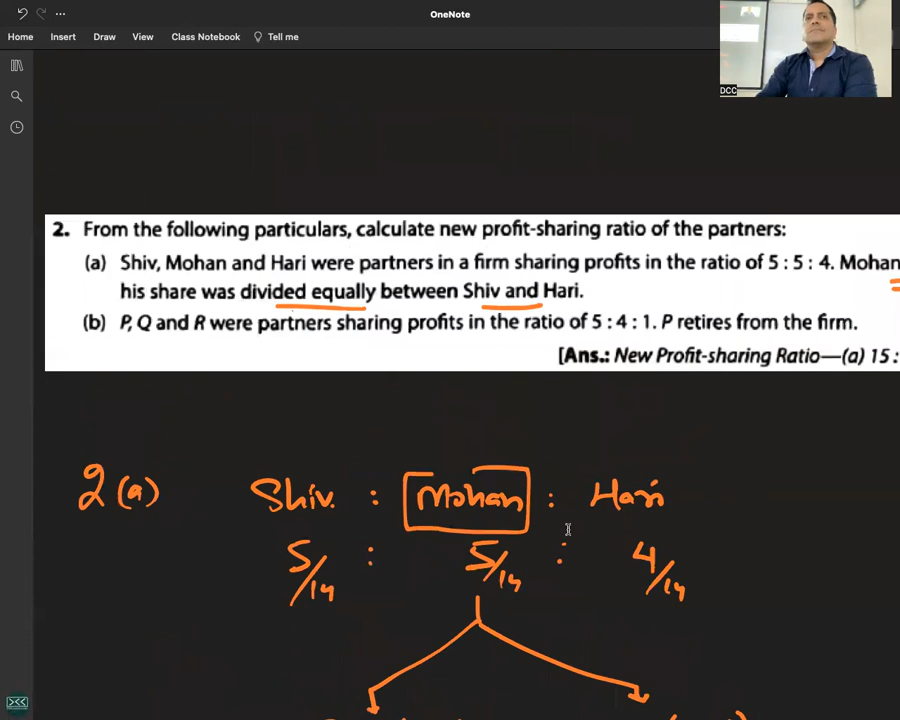 OneNote
Home Insert Draw View Class Notebook Tell me
DCC
2. From the following particulars, calculate new profit-sharing ratio of the partners:
(a) Shiv, Mohan and Hari were partners in a firm sharing profits in the ratio of 5 : 5 : 4. Mohan
his share was divided equally between Shiv and Hari.
(b) P, Q and R were partners sharing profits in the ratio of 5 : 4 : 1. P retires from the firm.
[Ans.: New Profit-sharing Ratio—(a) 15 :
2 (a) Shiv. : Mohan : Hari
5/14 : 5/14 : 4/14